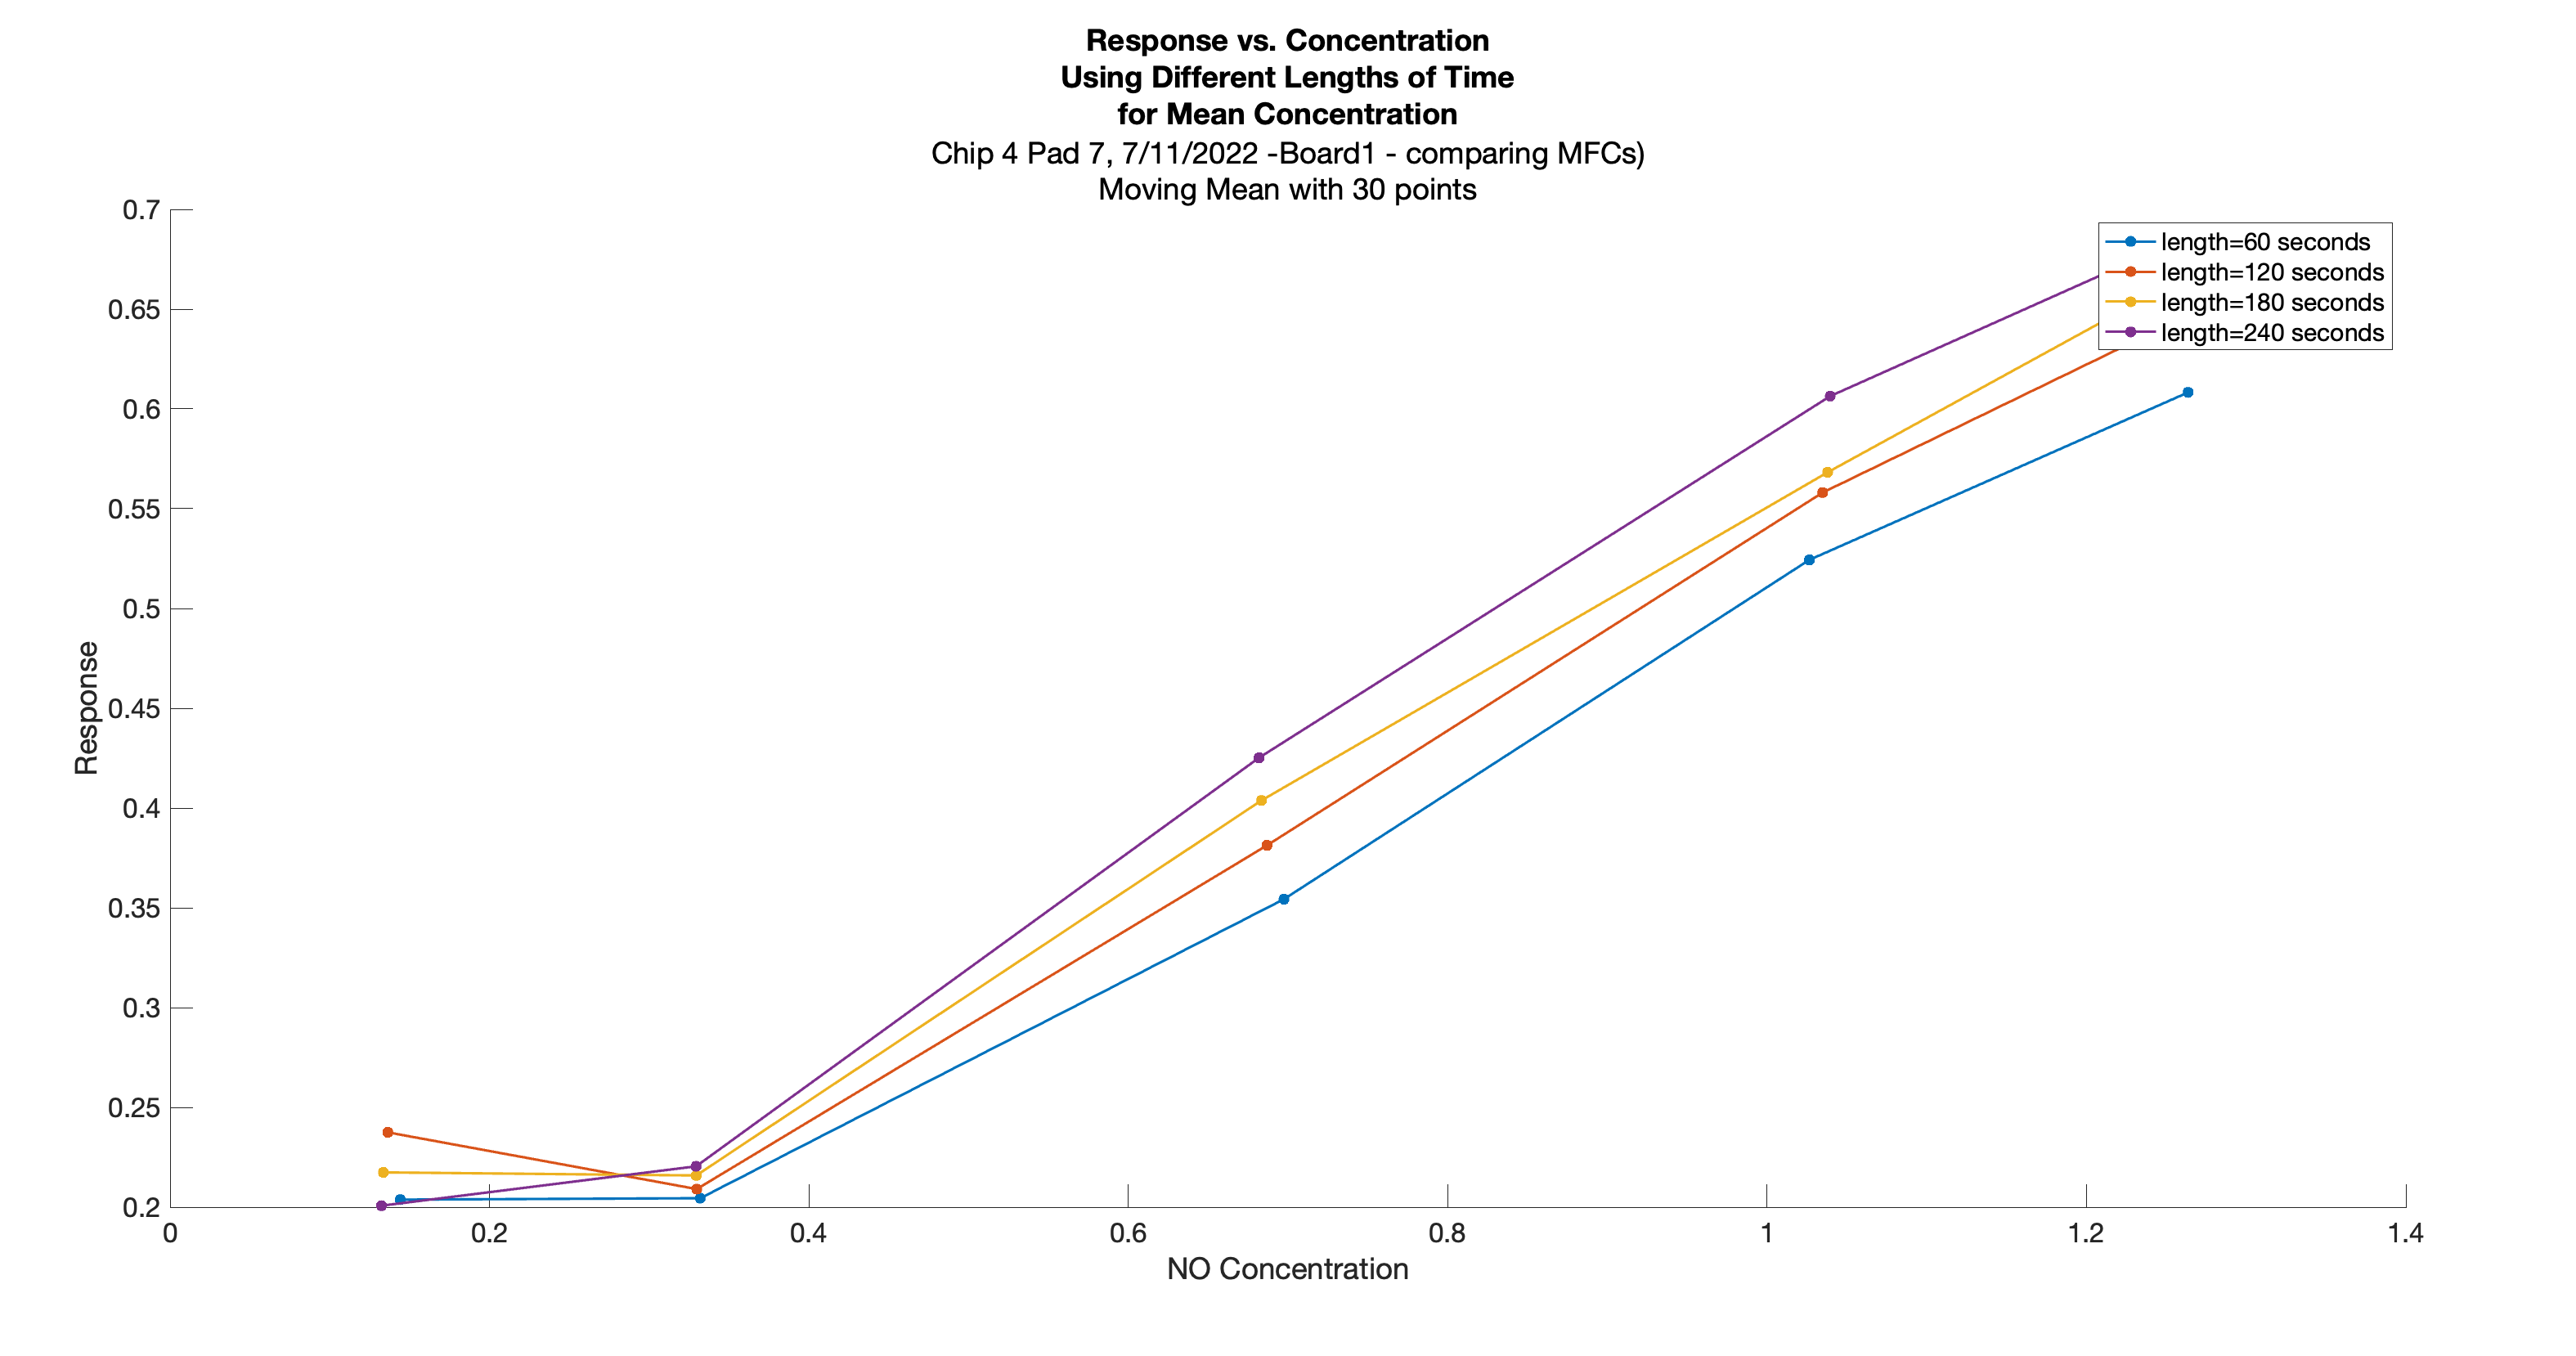 Response vs. Concentration
Using Different Lengths of Time
for Mean Concentration
Chip 4 Pad 7, 7/11/2022 -Board1 - comparing MFCs)
Moving Mean with 30 points
0.7
0.65
0.6
0.55
0.5
0.45
0.4
0.35
0.3
0.25
0.2
Response
length=60 seconds
length=120 seconds
length=180 seconds
length=240 seconds
0 0.2 0.4 0.6 0.8 1 1.2 1.4
NO Concentration